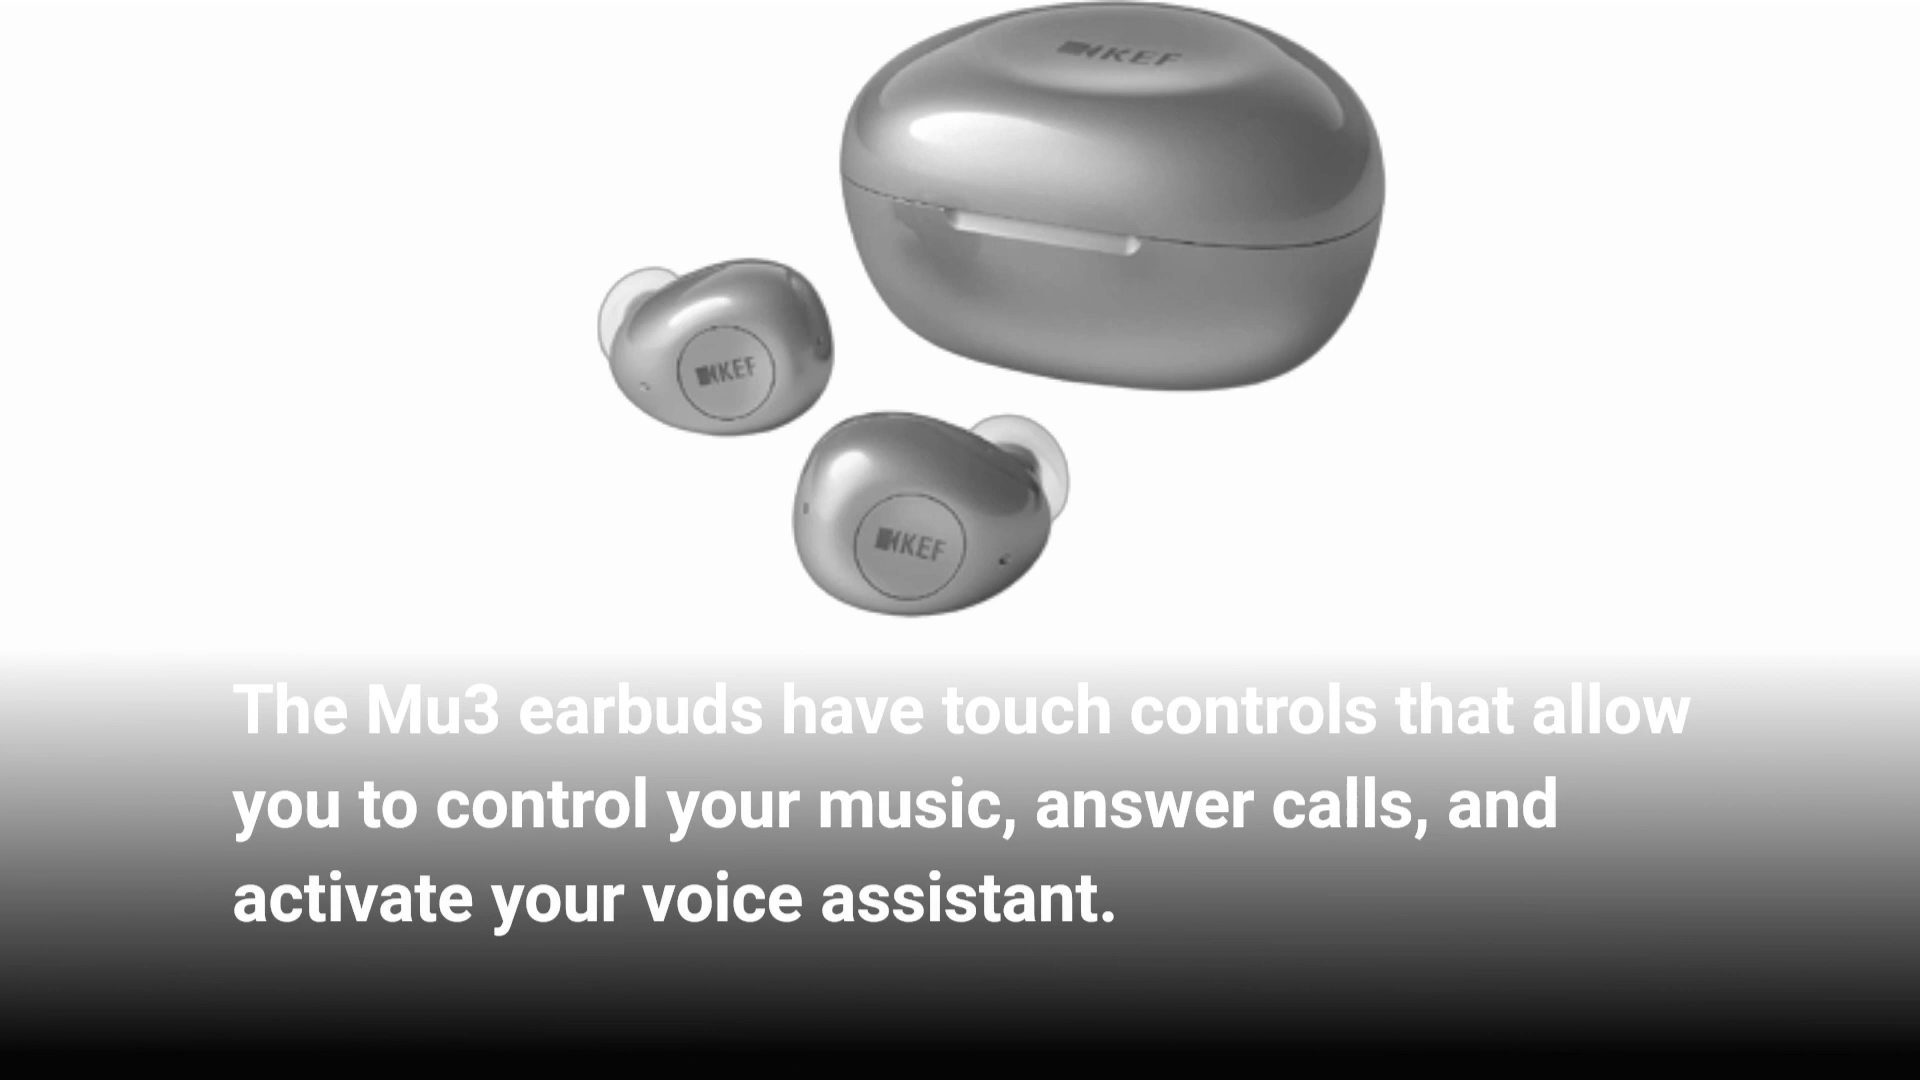 KEF
KEF
KEF
The Mu3 earbuds have touch controls that allow
you to control your music, answer calls, and
activate your voice assistant.